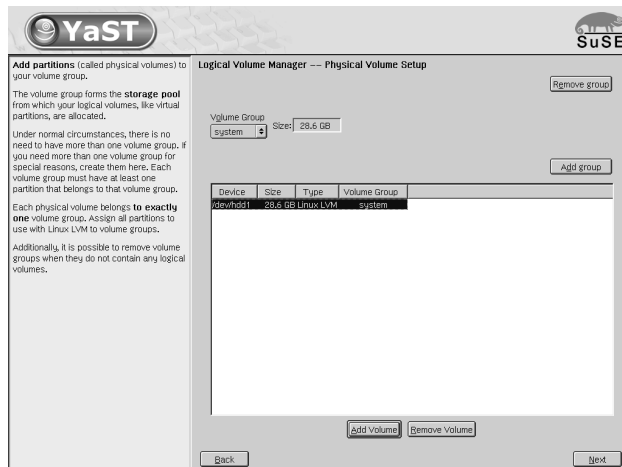 YaST
SuSE
Add partitions (called physical volumes) to
your volume group.
The volume group forms the storage pool
from which your logical volumes, like virtual
partitions, are allocated.
Under normal circumstances, there is no
need to have more than one volume group. If
you need more than one volume group for
special reasons, create them here. Each
volume group must have at least one
partition that belongs to that volume group.
Each physical volume belongs to exactly
one volume group. Assign all partitions to
use with Linux LVM to volume groups.
Additionally, it is possible to remove volume
groups when they do not contain any logical
volumes.
Logical Volume Manager -- Physical Volume Setup
Remove group
Volume Group
system Size: 28.6 GB
Add group
Device Size Type Volume Group
/dev/hdd1 28.6 GB Linux LVM system
Add Volume Remove Volume
Back Next